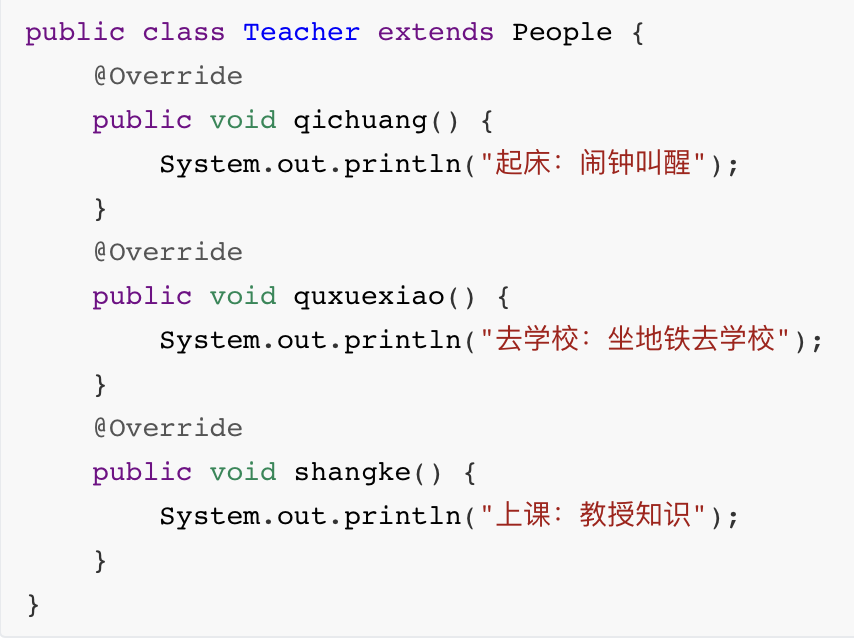 public class Teacher extends People {
    @Override
    public void qichuang() {
        System.out.println("起床：闹钟叫醒");
    }
    @Override
    public void quxuexiao() {
        System.out.println("去学校：坐地铁去学校");
    }
    @Override
    public void shangke() {
        System.out.println("上课：教授知识");
    }
}